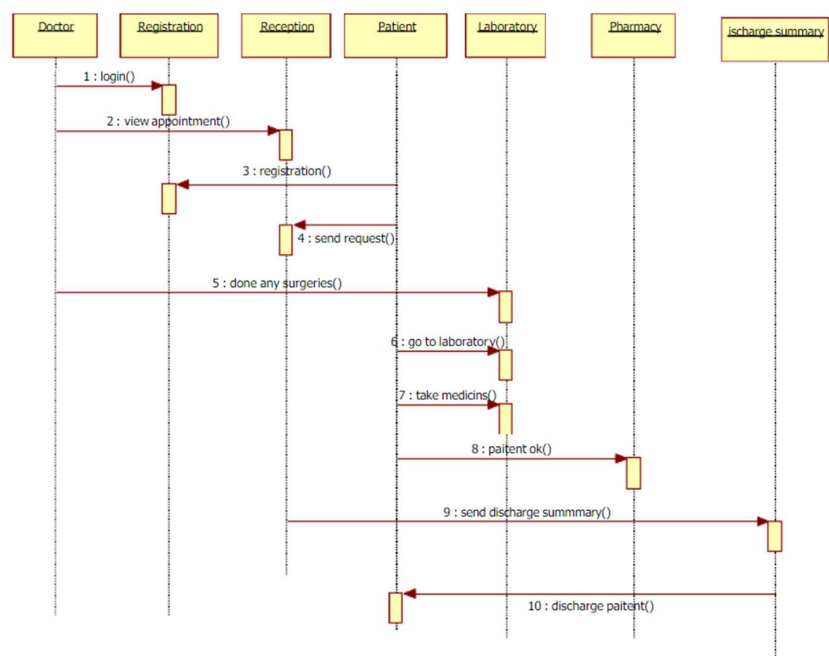 Doctor
Registration
Reception
Patient
Laboratory
Pharmacy
ischarge summary
1 : login()
2 : view appointment()
3 : registration()
4 : send request()
5 : done any surgeries()
6 : go to laboratory()
7 : take medicins()
8 : paitent ok()
9 : send discharge summmary()
10 : discharge paitent()